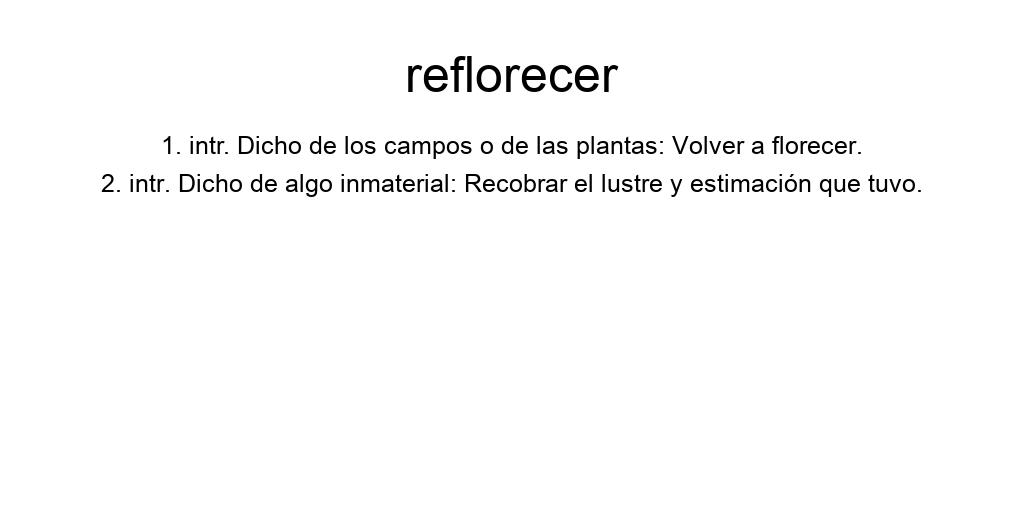 reflorecer
1. intr. Dicho de los campos o de las plantas: Volver a florecer.
2. intr. Dicho de algo inmaterial: Recobrar el lustre y estimación que tuvo.